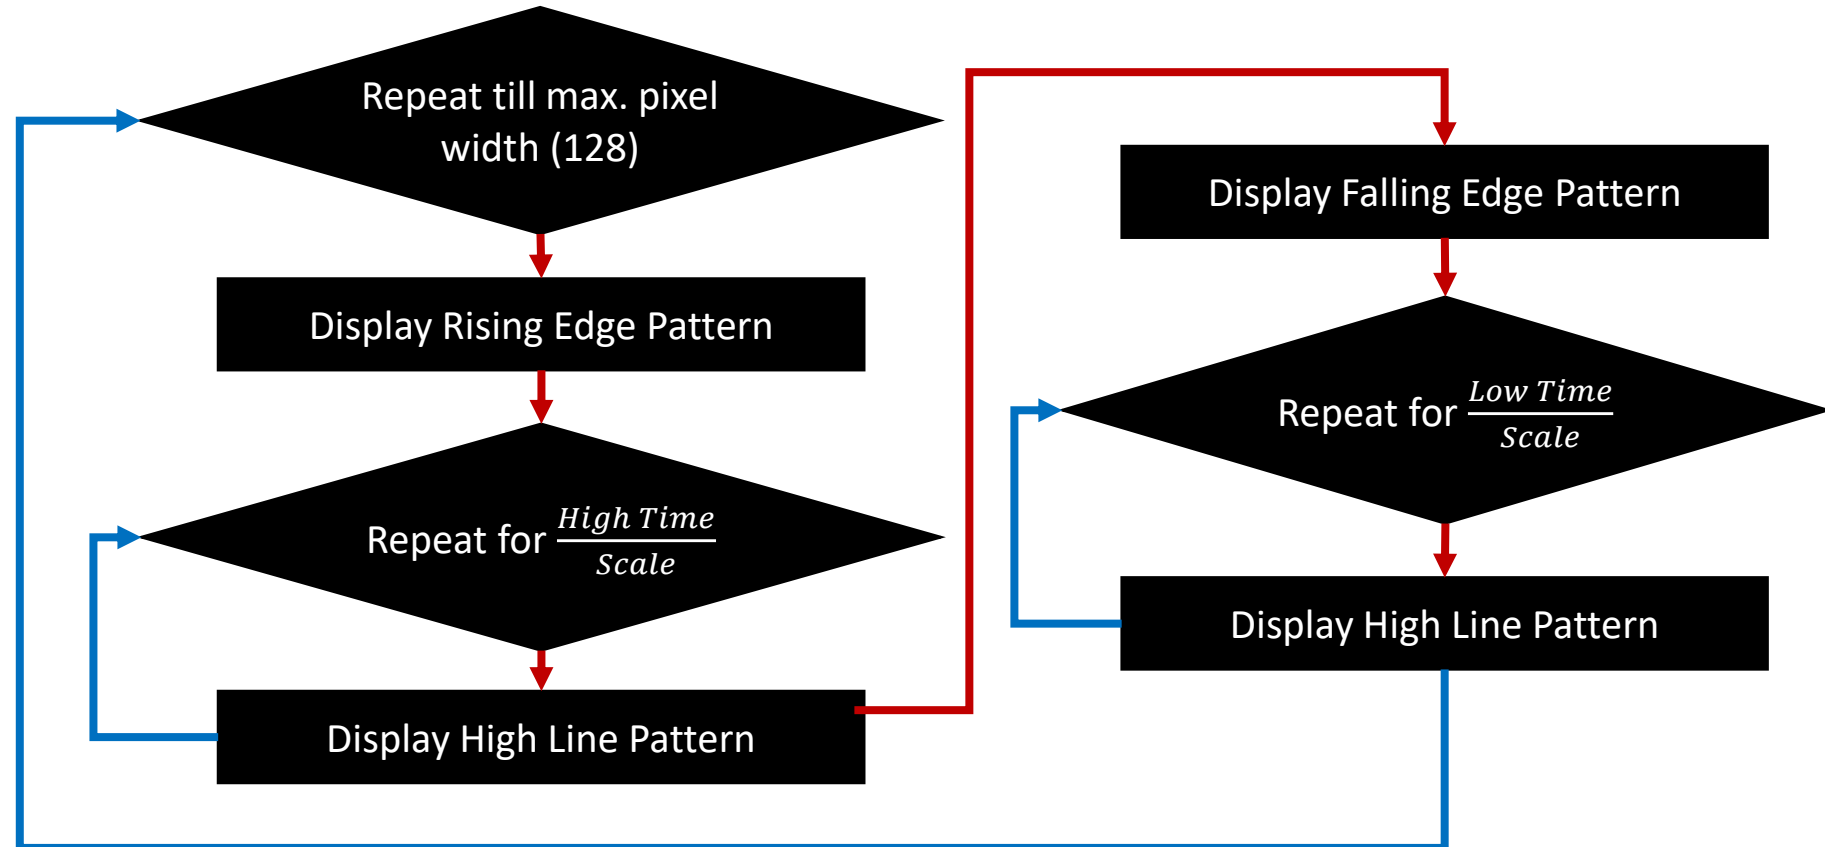 Repeat till max. pixel
width (128)
Display Rising Edge Pattern
Repeat for High Time
Scale
Display High Line Pattern
Display Falling Edge Pattern
Repeat for Low Time
Scale
Display High Line Pattern